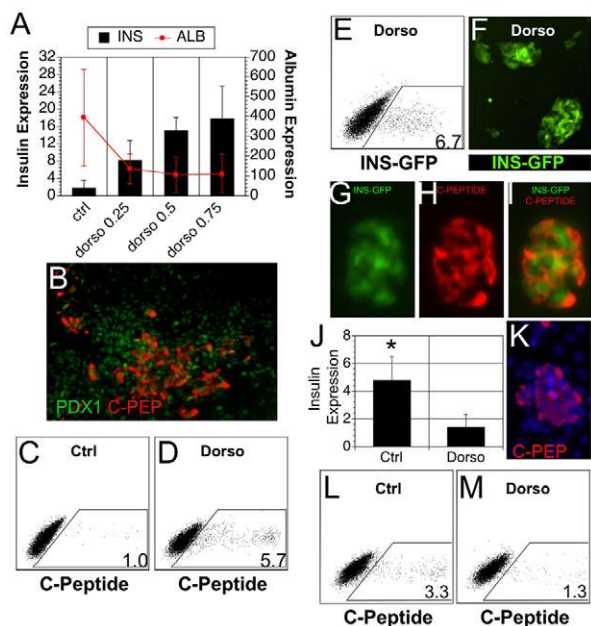 A
INS ALB
Insulin Expression
32
28
24
20
16
12
8
4
0
700
600
500
400
300
200
100
0
Albumin Expression
ctrl
dorso 0.25
dorso 0.5
dorso 0.75
B
PDX1 C-PEP
C
Ctrl
1.0
C-Peptide
D
Dorso
5.7
C-Peptide
E
Dorso
6.7
INS-GFP
F
INS-GFP
G
INS-GFP
H
C-PEPTIDE
I
INS-GFP
C-PEPTIDE
J
Insulin
Expression
8
6
4
2
0
*
Ctrl
Dorso
K
C-PEP
L
Ctrl
3.3
C-Peptide
M
Dorso
1.3
C-Peptide